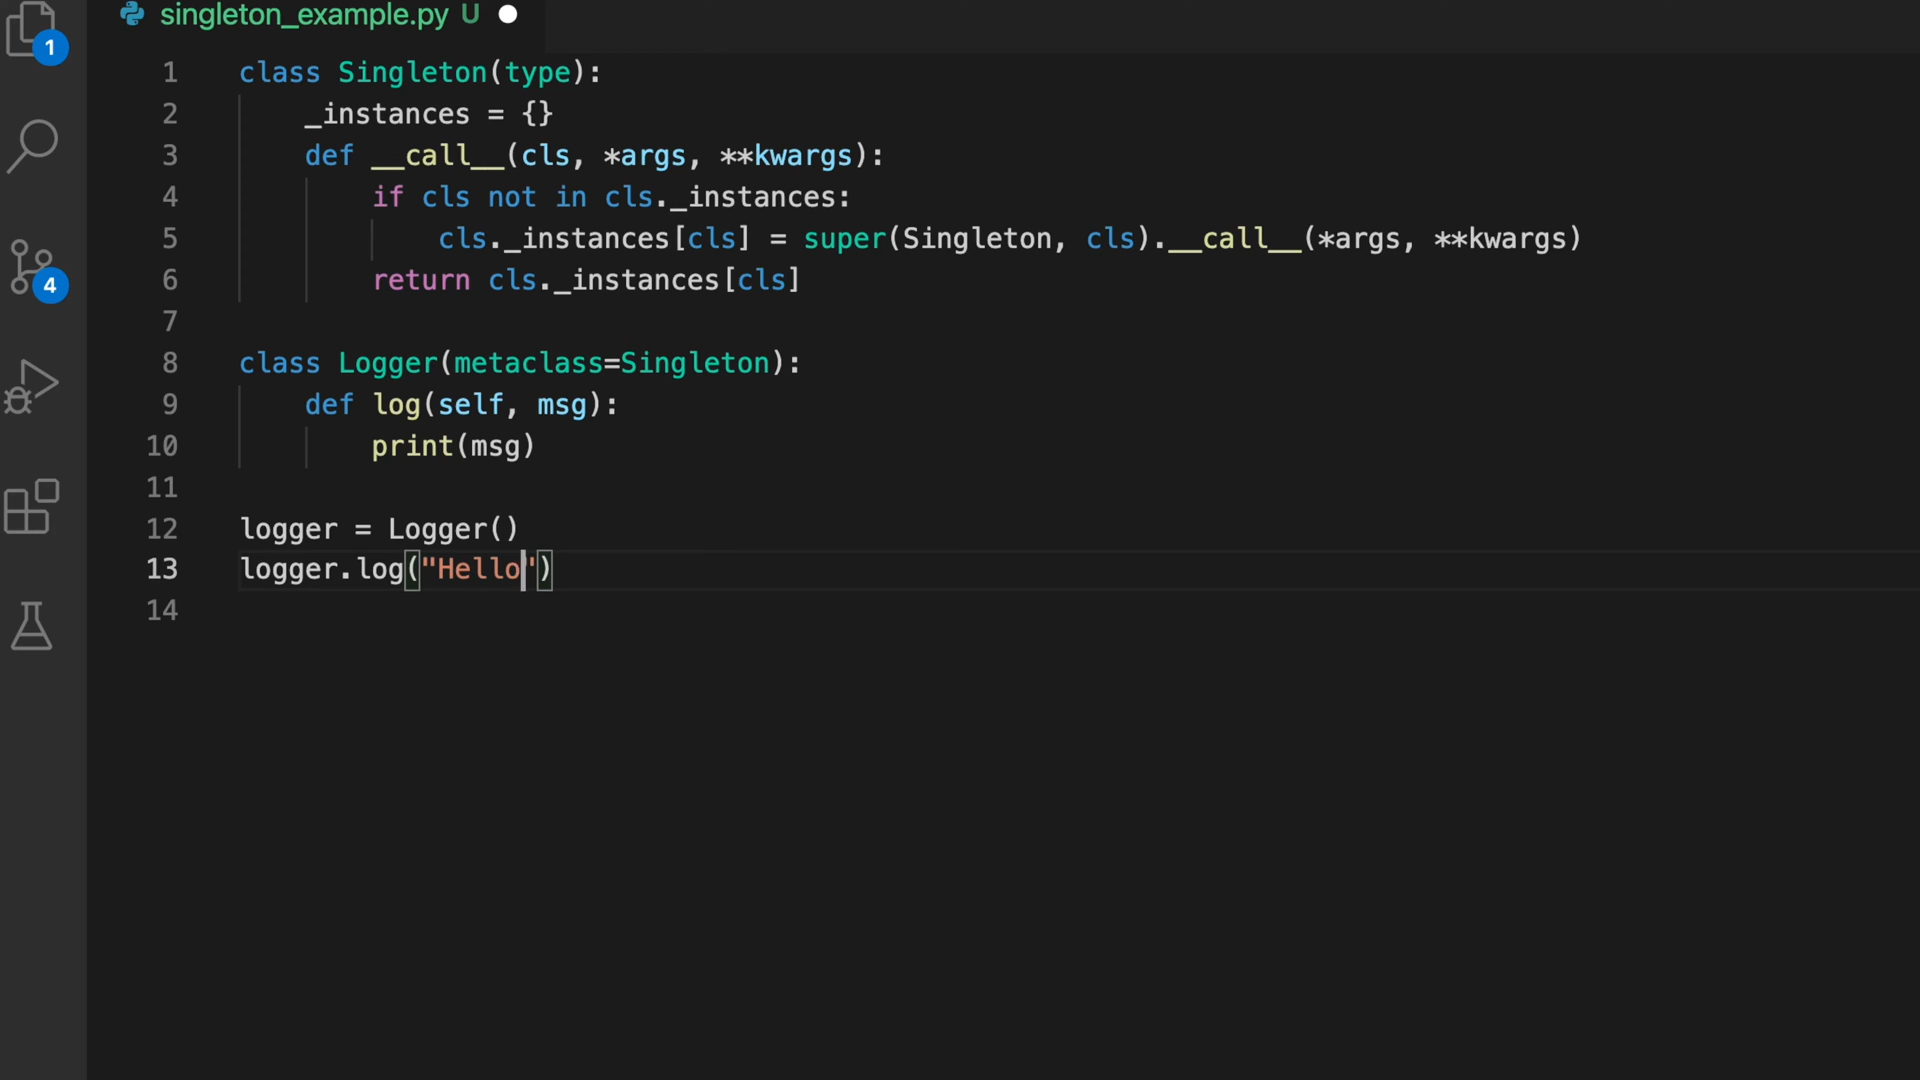 singleton_example.py U
1
1 class Singleton(type):
2 _instances = {}
3 def __call__(cls, *args, **kwargs):
4 if cls not in cls._instances:
5 cls._instances[cls] = super(Singleton, cls).__call__(*args, **kwargs)
4
6 return cls._instances[cls]
7
8 class Logger(metaclass=Singleton):
9 def log(self, msg):
10 print(msg)
11
12 logger = Logger()
13 logger.log("Hello")
14